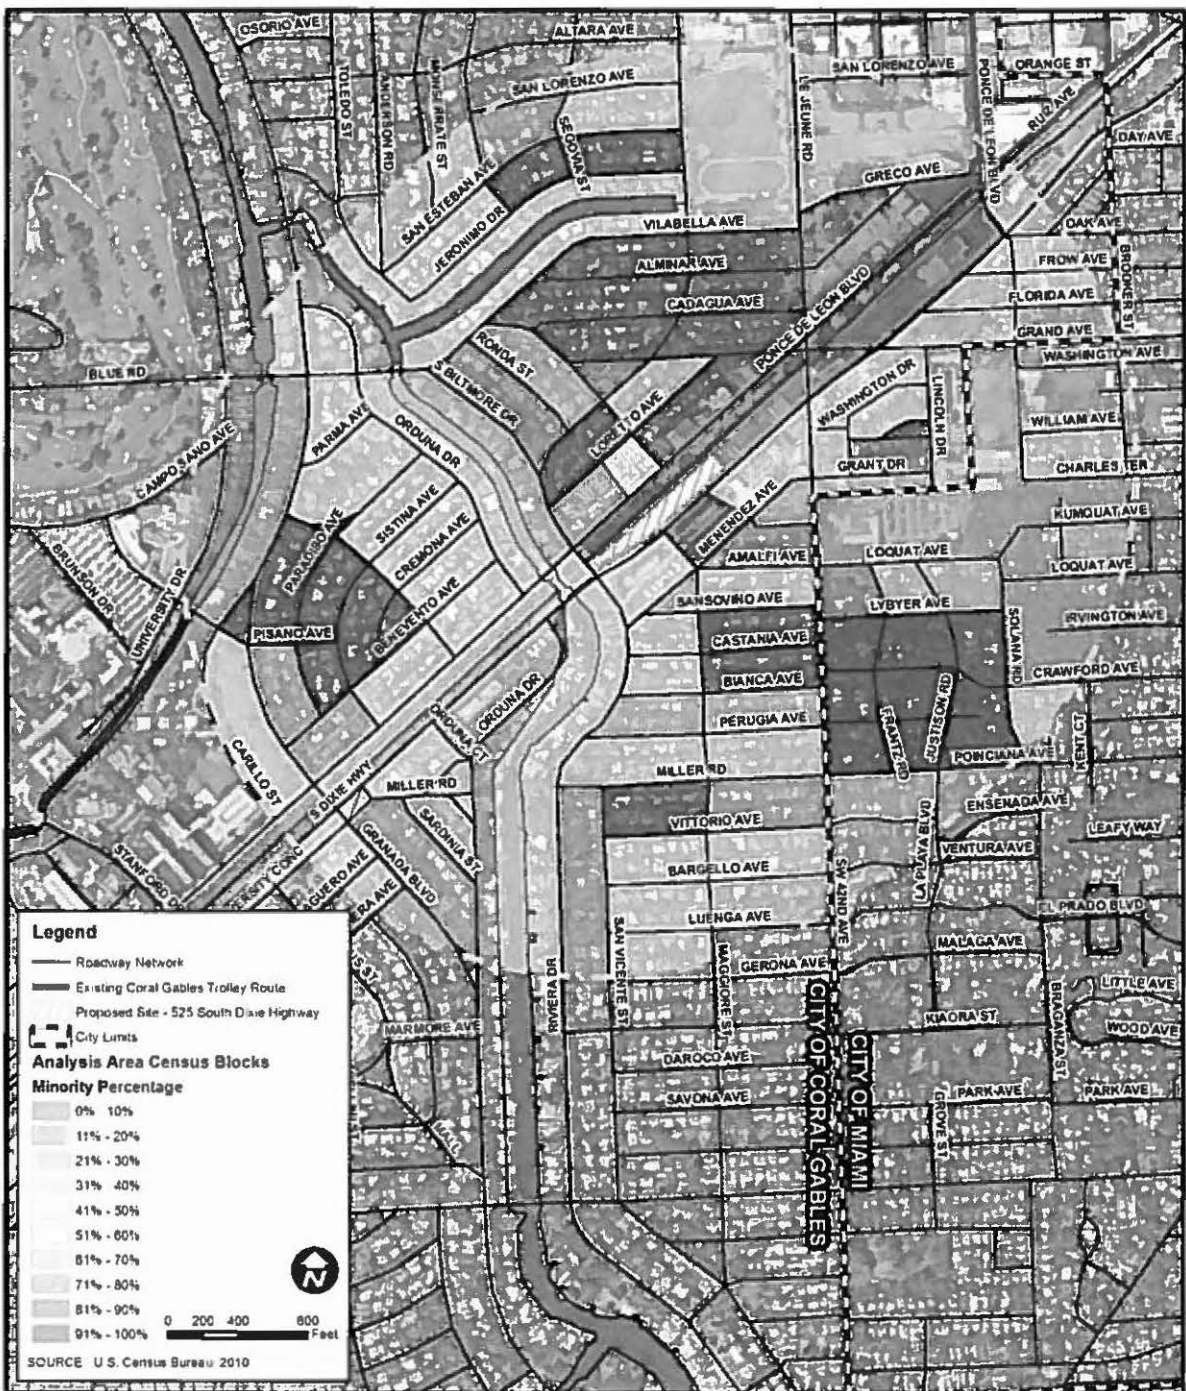 OSORIO AVE
ALTARA AVE
TOLEDO ST
ANDERSON RD
MONSERRATE ST
SAN LORENZO AVE
SAN LORENZO AVE
LE JEUNE RD
PONCE DE LEON BLVD
ORANGE ST
RUIZ AVE
DAY AVE
SEGOVIA ST
SAN ESTEBAN AVE
JERONIMO DR
GRECO AVE
VILABELLA AVE
OAK AVE
ALMINAR AVE
FROW AVE
BROOKER ST
CADAGUA AVE
FLORIDA AVE
PONCE DE LEON BLVD
GRAND AVE
RONDA ST
WASHINGTON AVE
BLUE RD
S BILTMORE DR
WASHINGTON DR
LINCOLN DR
PARMA AVE
ORDUNA DR
LORETTO AVE
WILLIAM AVE
CAMPO SANO AVE
GRANT DR
CHARLES TER
SISTINA AVE
MENENDEZ AVE
KUMQUAT AVE
PARADISO AVE
CREMONA AVE
AMALFI AVE
LOQUAT AVE
LOQUAT AVE
BRUNSON DR
UNIVERSITY DR
BENEVENTO AVE
SANSOVINO AVE
LYBYER AVE
IRVINGTON AVE
PISANO AVE
CASTANIA AVE
SOLANA RD
BIANCA AVE
CRAWFORD AVE
ORDUNA DR
ORDUNA CT
PERUGIA AVE
FRANTZ RD
JUSTISON RD
POINCIANA AVE
KENT CT
CARILLO ST
S DIXIE HWY
MILLER RD
MILLER RD
ENSENADA AVE
SARDINIA ST
VITTORIO AVE
LA PLAYA BLVD
LEAFY WAY
STANFORD D
GRANADA BLVD
VENTURA AVE
BARGELLO AVE
SW 42ND AVE
EL PRADO BLVD
LUENGA AVE
SAN VICENTE ST
MALAGA AVE
RIVIERA DR
MAGGIORE ST
GERONA AVE
LITTLE AVE
BRAGANZA ST
KIAORA ST
WOOD AVE
MARMORE AVE
DAROCO AVE
SAVONA AVE
PARK AVE
PARK AVE
GROVE ST
CITY OF CORAL GABLES
CITY OF MIAMI
Legend
Roadway Network
Existing Coral Gables Trolley Route
Proposed Site - 525 South Dixie Highway
City Limits
Analysis Area Census Blocks
Minority Percentage
0% 10%
11% - 20%
21% - 30%
31% 40%
41% - 50%
51% - 60%
61% - 70%
71% - 80%
81% - 90%
91% - 100%
N
0 200 400 800
Feet
SOURCE U.S. Census Bureau 2010